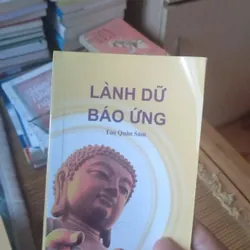 LÀNH DỮ
BÁO ỨNG